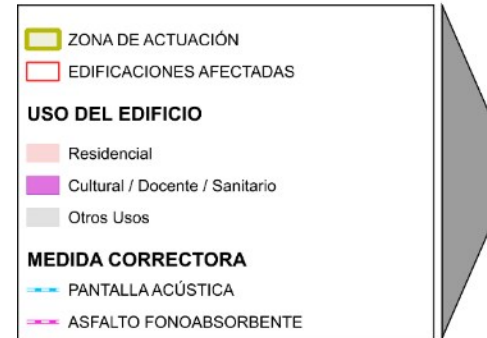 ZONA DE ACTUACIÓN
EDIFICACIONES AFECTADAS
USO DEL EDIFICIO
Residencial
Cultural / Docente / Sanitario
Otros Usos
MEDIDA CORRECTORA
PANTALLA ACÚSTICA
ASFALTO FONOABSORBENTE